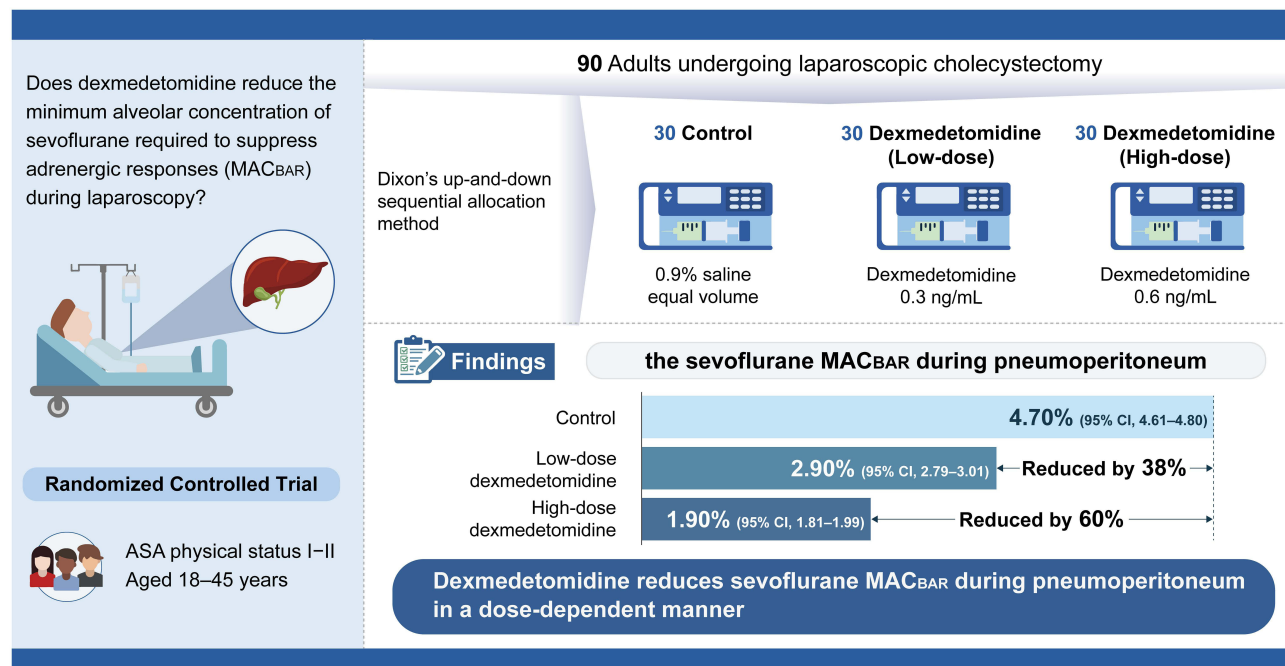 Does dexmedetomidine reduce the
minimum alveolar concentration of
sevoflurane required to suppress
adrenergic responses (MACBAR)
during laparoscopy?
Randomized Controlled Trial
ASA physical status I–II
Aged 18–45 years
90 Adults undergoing laparoscopic cholecystectomy
Dixon's up-and-down
sequential allocation
method
30 Control
0.9% saline
equal volume
30 Dexmedetomidine
(Low-dose)
Dexmedetomidine
0.3 ng/mL
30 Dexmedetomidine
(High-dose)
Dexmedetomidine
0.6 ng/mL
Findings
the sevoflurane MACBAR during pneumoperitoneum
Control
4.70% (95% CI, 4.61–4.80)
Low-dose
dexmedetomidine
2.90% (95% CI, 2.79–3.01)
Reduced by 38%
High-dose
dexmedetomidine
1.90% (95% CI, 1.81–1.99)
Reduced by 60%
Dexmedetomidine reduces sevoflurane MACBAR during pneumoperitoneum
in a dose-dependent manner